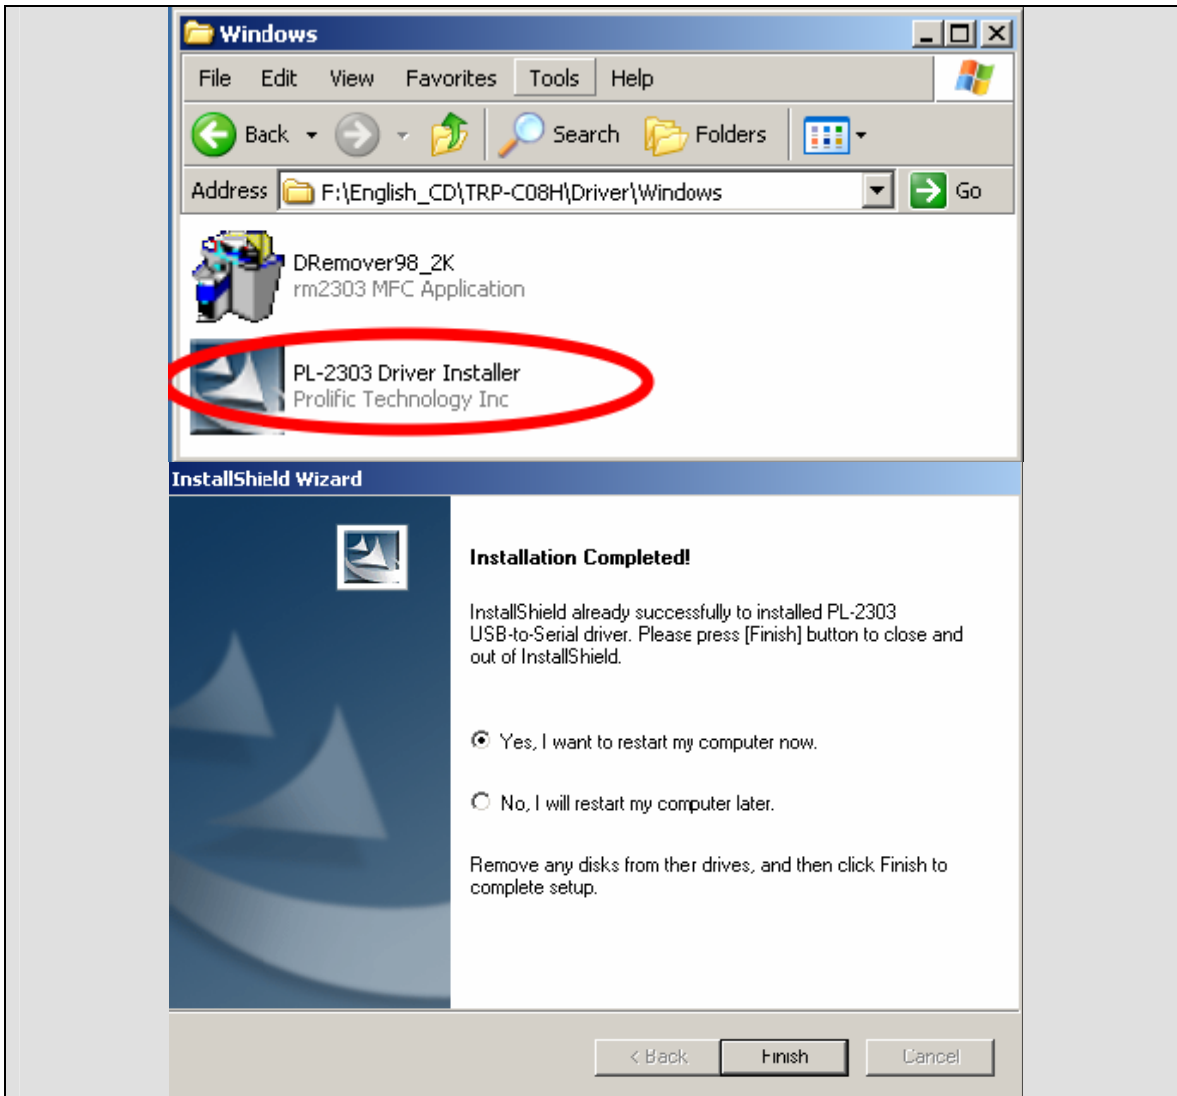 Windows
File Edit View Favorites Tools Help
Back Search Folders
Address F:\English_CD\TRP-C08H\Driver\Windows Go
DRemover98_2K
rm2303 MFC Application
PL-2303 Driver Installer
Prolific Technology Inc
InstallShield Wizard
Installation Completed!
InstallShield already successfully to installed PL-2303
USB-to-Serial driver. Please press [Finish] button to close and
out of InstallShield.
Yes, I want to restart my computer now.
No, I will restart my computer later.
Remove any disks from ther drives, and then click Finish to
complete setup.
< Back Finish Cancel